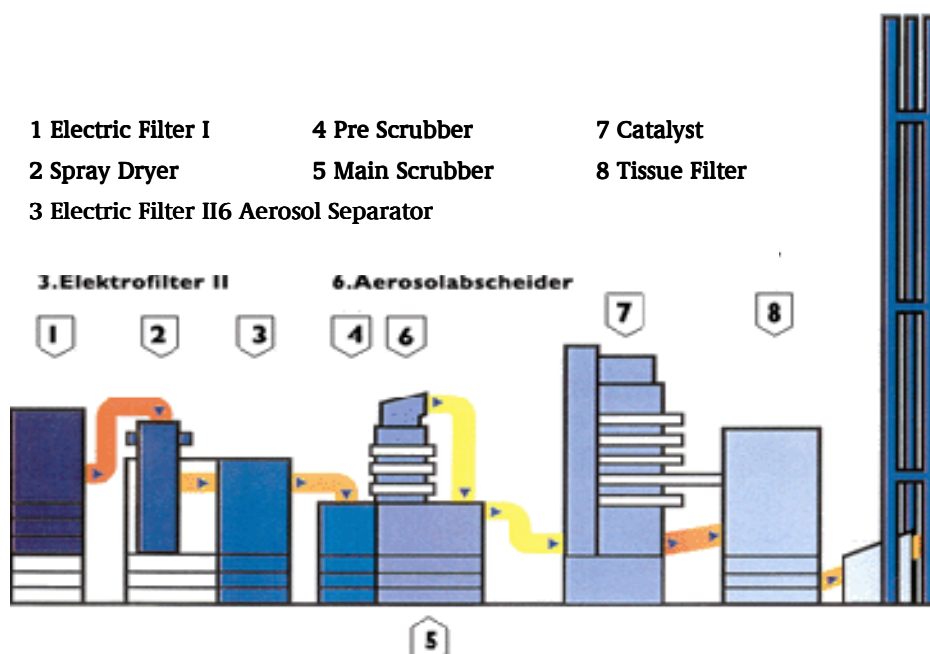 1 Electric Filter I 4 Pre Scrubber 7 Catalyst
2 Spray Dryer 5 Main Scrubber 8 Tissue Filter
3 Electric Filter II6 Aerosol Separator
3.Elektrofilter II 6.Aerosolabscheider
1 2 3 4 6 7 8
5